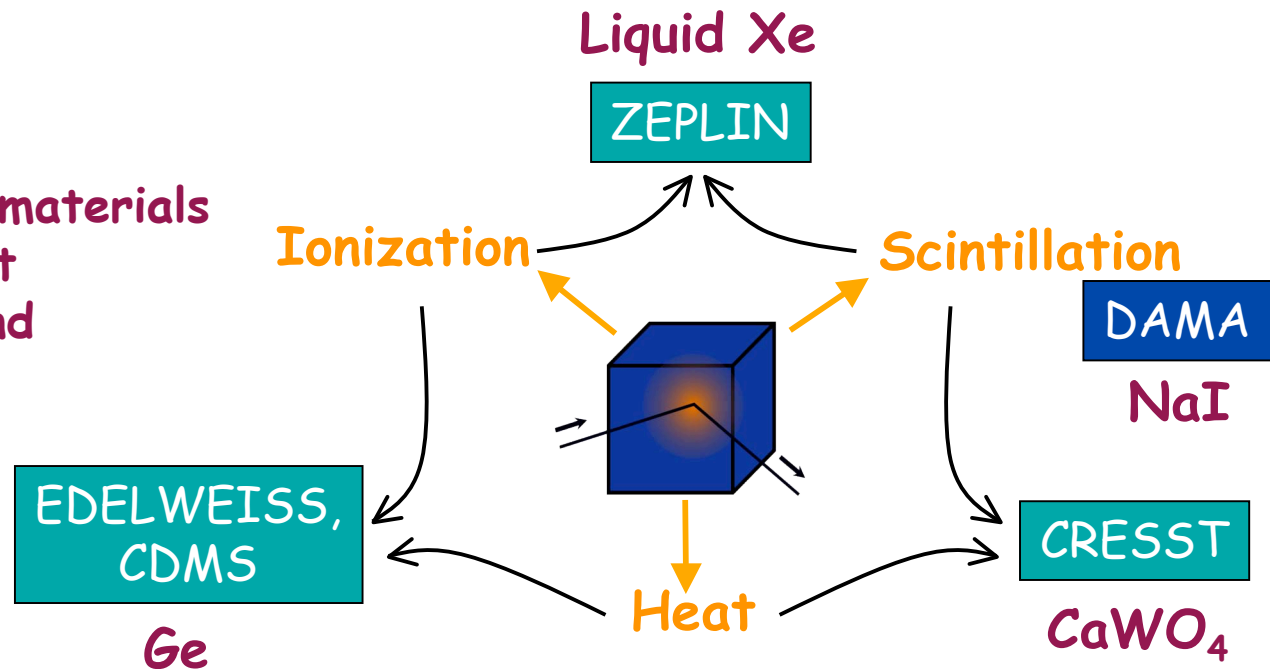 Liquid Xe
ZEPLIN
materials
Ionization
Scintillation
DAMA
NaI
EDELWEISS,
CDMS
Ge
Heat
CRESST
CaWO₄